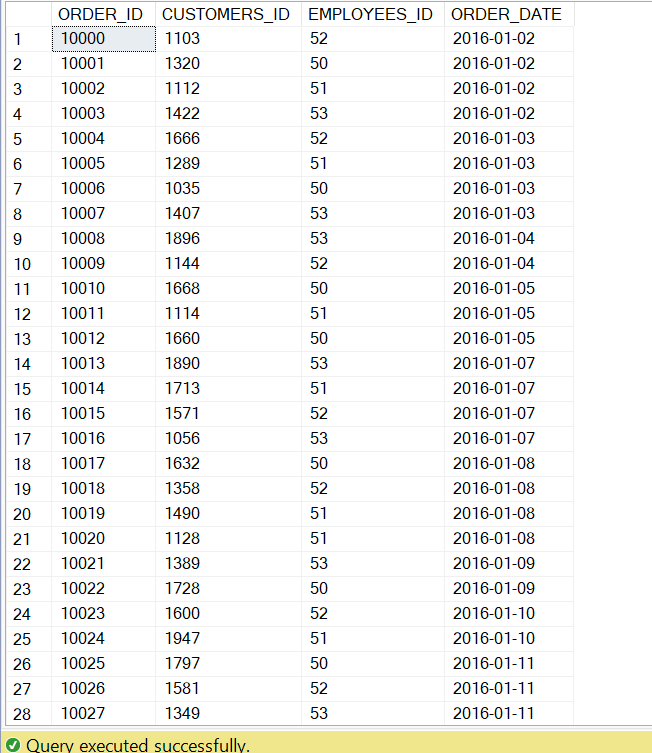 ORDER_ID CUSTOMERS_ID EMPLOYEES_ID ORDER_DATE
1 10000 1103 52 2016-01-02
2 10001 1320 50 2016-01-02
3 10002 1112 51 2016-01-02
4 10003 1422 53 2016-01-02
5 10004 1666 52 2016-01-03
6 10005 1289 51 2016-01-03
7 10006 1035 50 2016-01-03
8 10007 1407 53 2016-01-03
9 10008 1896 53 2016-01-04
10 10009 1144 52 2016-01-04
11 10010 1668 50 2016-01-05
12 10011 1114 51 2016-01-05
13 10012 1660 50 2016-01-05
14 10013 1890 53 2016-01-07
15 10014 1713 51 2016-01-07
16 10015 1571 52 2016-01-07
17 10016 1056 53 2016-01-07
18 10017 1632 50 2016-01-08
19 10018 1358 52 2016-01-08
20 10019 1490 51 2016-01-08
21 10020 1128 51 2016-01-08
22 10021 1389 53 2016-01-09
23 10022 1728 50 2016-01-09
24 10023 1600 52 2016-01-10
25 10024 1947 51 2016-01-10
26 10025 1797 50 2016-01-11
27 10026 1581 52 2016-01-11
28 10027 1349 53 2016-01-11
Query executed successfully.